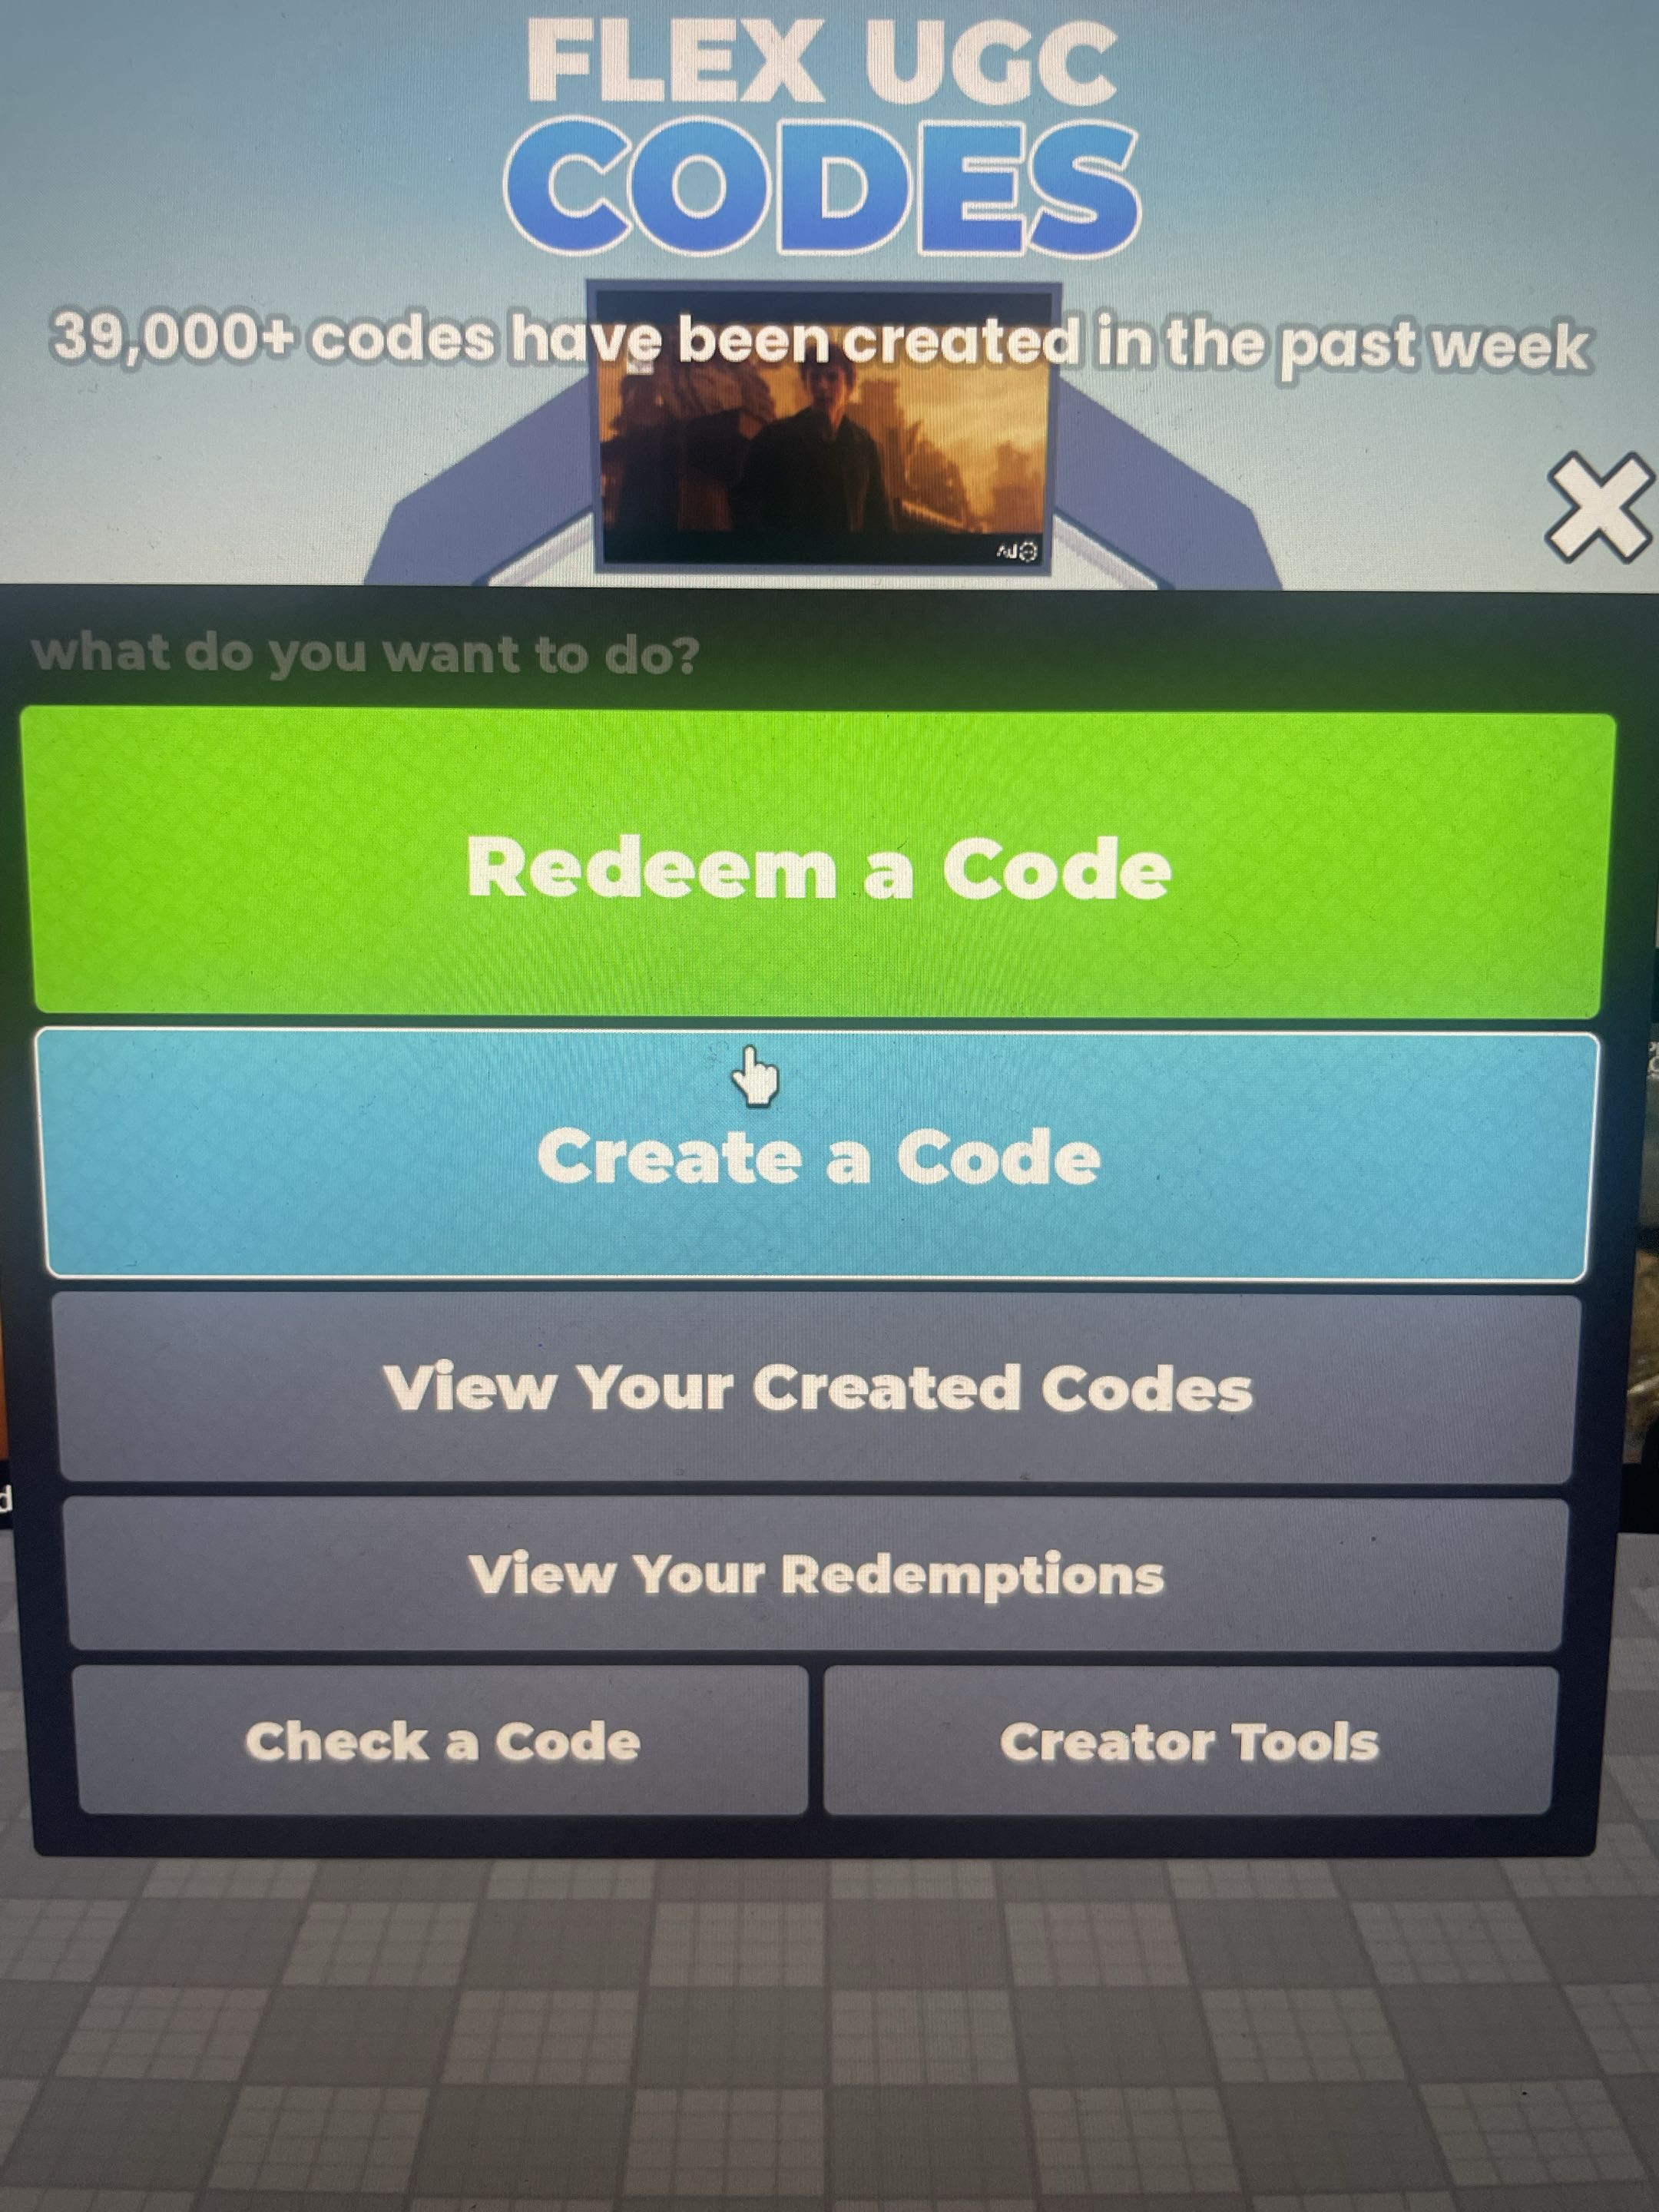 FLEX UGC
CODES
39,000+ codes have been created in the past week
Ad
what do you want to do?
Redeem a Code
Create a Code
View Your Created Codes
View Your Redemptions
Check a Code
Creator Tools